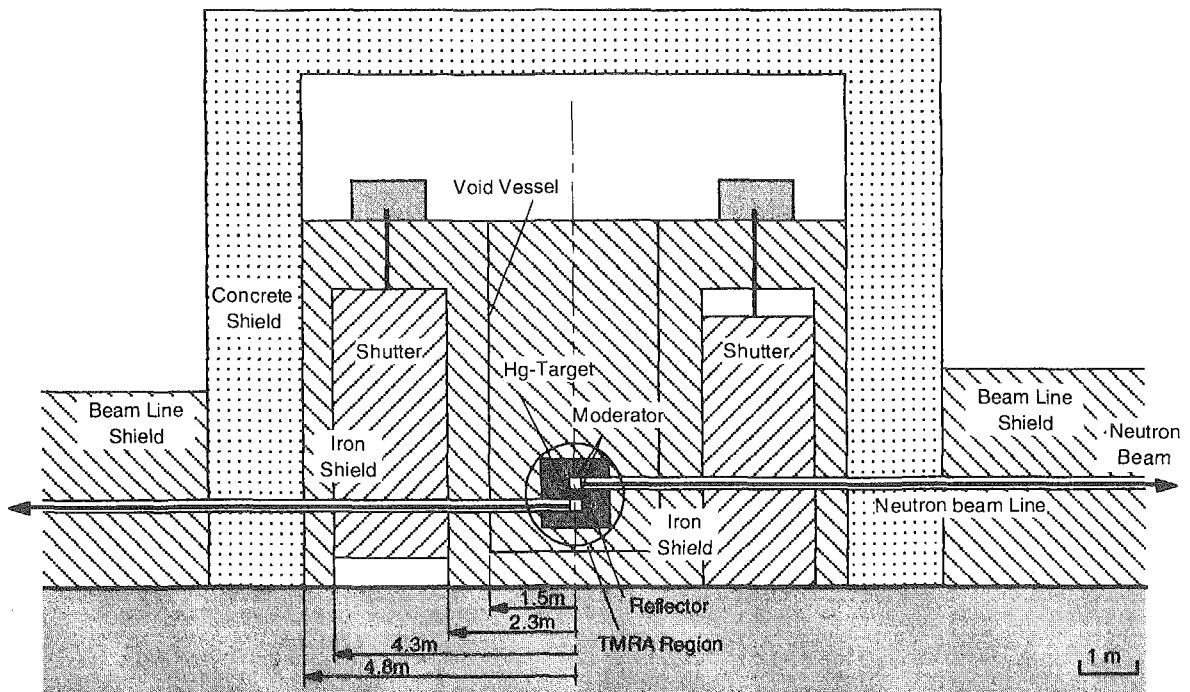 Void Vessel
Concrete
Shield
Shutter
Shutter
Hg-Target
Beam Line
Shield
Beam Line
Shield
Moderator
Neutron
Beam
Iron
Shield
Neutron beam Line
Iron
Shield
1.5m
Reflector
2.3m
TMRA Region
4.3m
1 m
4.8m